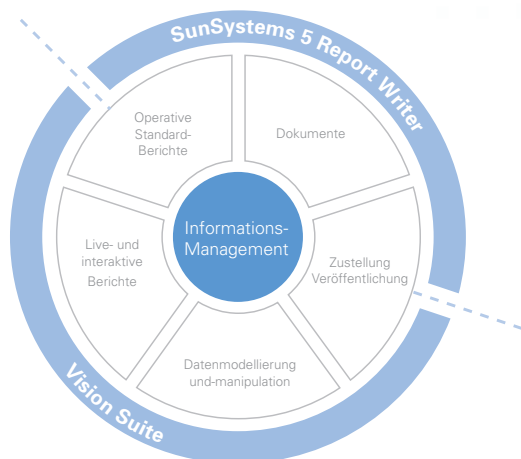 SunSystems 5 Report Writer
Operative
Standard-
Berichte
Dokumente
Informations-
Management
Live- und
interaktive
Berichte
Zustellung
Veröffentlichung
Datenmodellierung
und-manipulation
Vision Suite